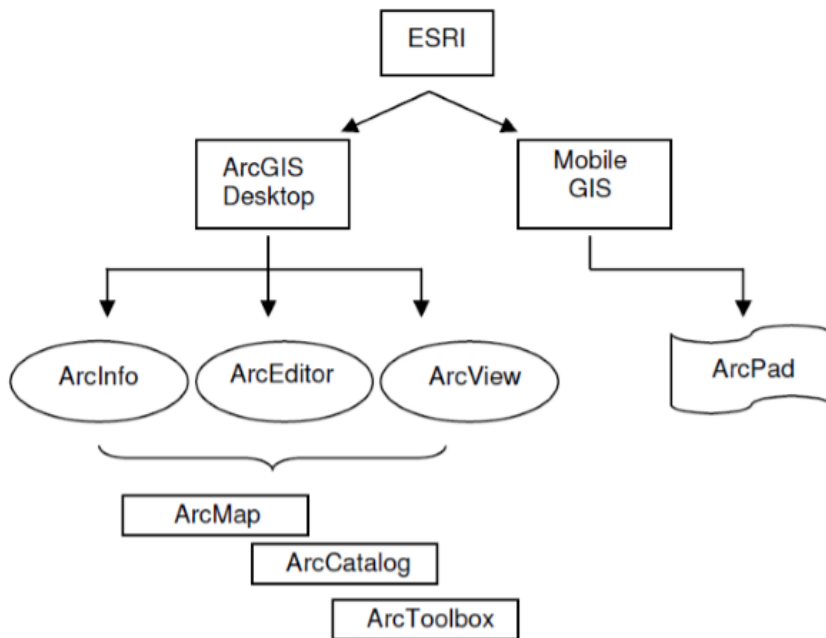 ESRI
ArcGIS
Desktop
Mobile
GIS
ArcInfo
ArcEditor
ArcView
ArcPad
ArcMap
ArcCatalog
ArcToolbox